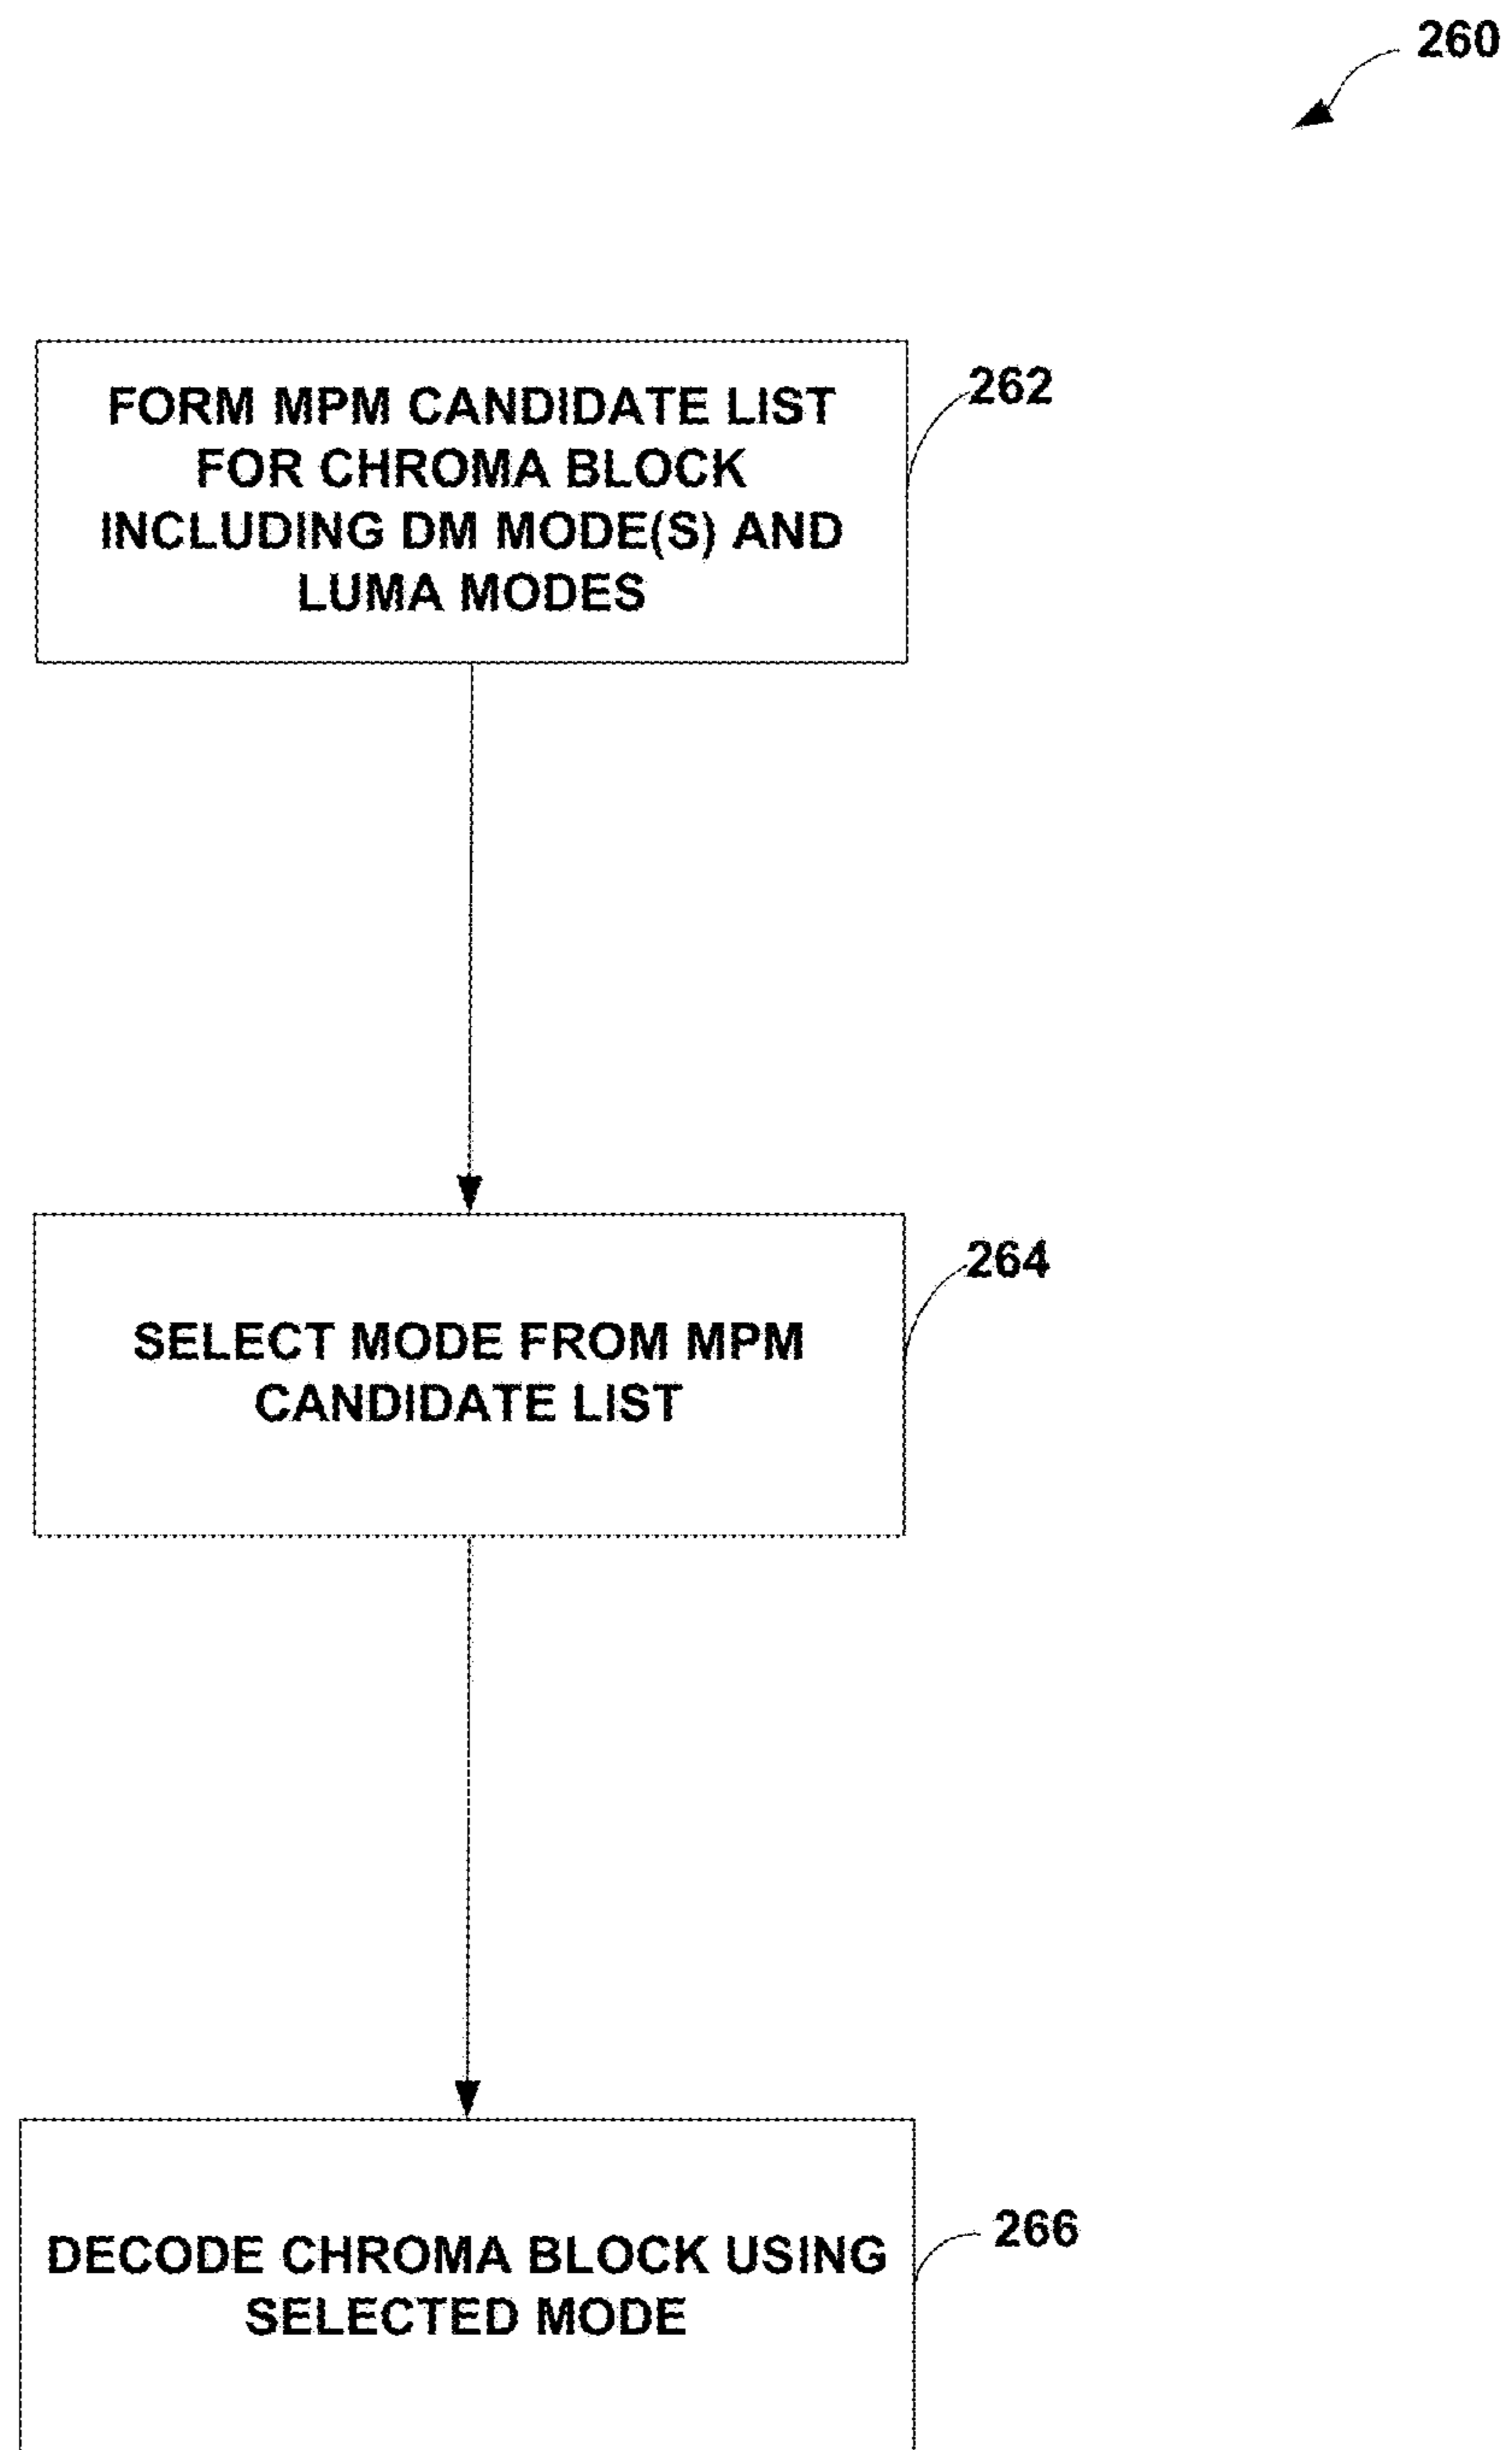 260
FORM MPM CANDIDATE LIST
FOR CHROMA BLOCK
INCLUDING DM MODE(S) AND
LUMA MODES
262
SELECT MODE FROM MPM
CANDIDATE LIST
264
DECODE CHROMA BLOCK USING
SELECTED MODE
266